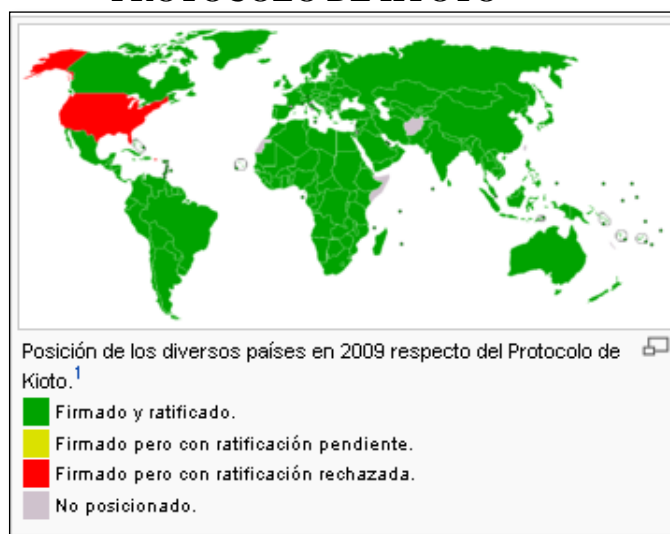 Posición de los diversos países en 2009 respecto del Protocolo de
Kioto.1
Firmado y ratificado.
Firmado pero con ratificación pendiente.
Firmado pero con ratificación rechazada.
No posicionado.